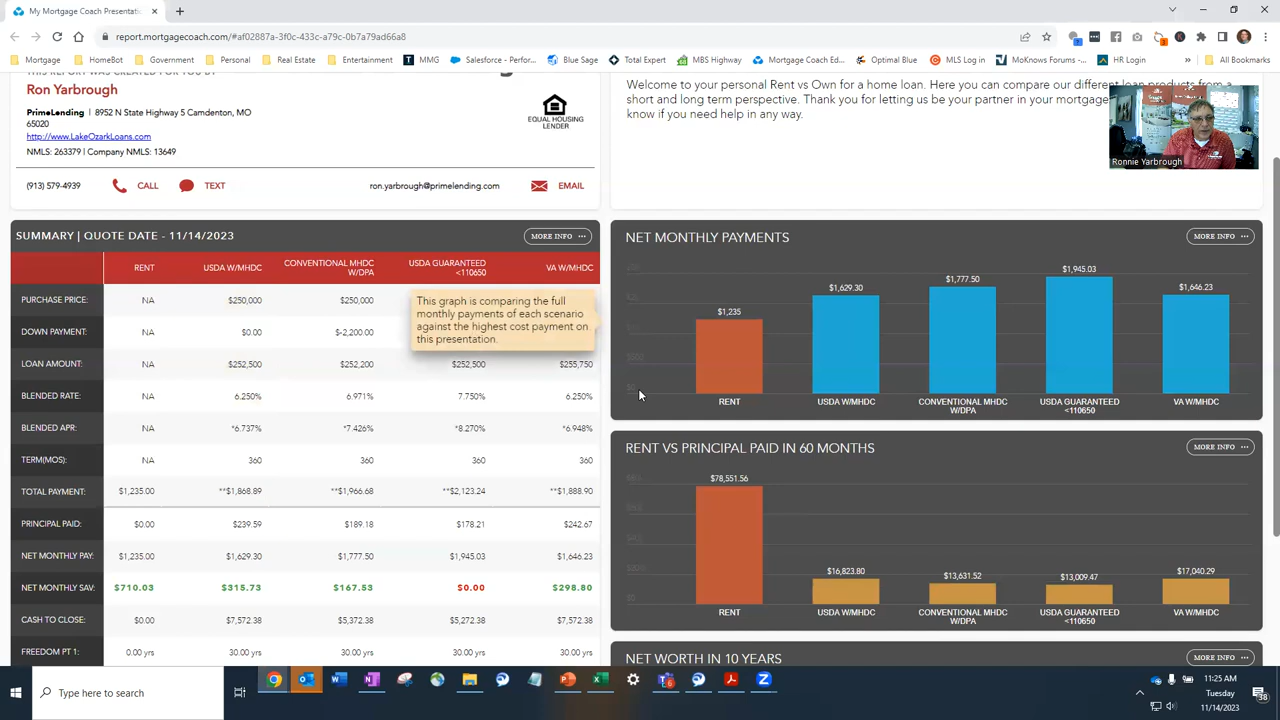 My Mortgage Coach Presentati
report.mortgagecoach.com/#af02887a-3f0c-433c-a79c-0b7a79ad66a8
Mortgage
HomeBot
Government
Personal
Real Estate
Entertainment
MMG
Salesforce - Perfor...
Blue Sage
Total Expert
MBS Highway
Mortgage Coach Ed...
Optimal Blue
MLS Log in
MoKnows Forums -...
HR Login
»
All Bookmarks
THIS REPORT WAS CREATED FOR YOU BY
Ron Yarbrough
PrimeLending | 8952 N State Highway 5 Camdenton, MO
65020
http://www.LakeOzarkLoans.com
NMLS: 263379 | Company NMLS: 13649
EQUAL HOUSING
LENDER
(913) 579-4939 CALL TEXT ron.yarbrough@primelending.com EMAIL
Welcome to your personal Rent vs Own for a home loan. Here you can compare our different loan products from a
short and long term perspective. Thank you for letting us be your partner in your mortgage
know if you need help in any way.
Ronnie Yarbrough
SUMMARY | QUOTE DATE - 11/14/2023 MORE INFO ...
RENT USDA W/MHDC CONVENTIONAL MHDC W/DPA USDA GUARANTEED <110650 VA W/MHDC
PURCHASE PRICE: NA $250,000 $250,000
DOWN PAYMENT: NA $0.00 $-2,200.00
LOAN AMOUNT: NA $252,500 $252,200 $252,500 $255,750
BLENDED RATE: NA 6.250% 6.971% 7.750% 6.250%
BLENDED APR: NA *6.737% *7.426% *8.270% *6.948%
TERM(MOS): NA 360 360 360 360
TOTAL PAYMENT: $1,235.00 **$1,868.89 **$1,966.68 **$2,123.24 **$1,888.90
PRINCIPAL PAID: $0.00 $239.59 $189.18 $178.21 $242.67
NET MONTHLY PAY: $1,235.00 $1,629.30 $1,777.50 $1,945.03 $1,646.23
NET MONTHLY SAV: $710.03 $315.73 $167.53 $0.00 $298.80
CASH TO CLOSE: $0.00 $7,572.38 $5,372.38 $5,272.38 $7,572.38
FREEDOM PT 1: 0.00 yrs 30.00 yrs 30.00 yrs 30.00 yrs 30.00 yrs
This graph is comparing the full
monthly payments of each scenario
against the highest cost payment on
this presentation.
NET MONTHLY PAYMENTS MORE INFO ...
$1,235 $1,629.30 $1,777.50 $1,945.03 $1,646.23
RENT USDA W/MHDC CONVENTIONAL MHDC W/DPA USDA GUARANTEED <110650 VA W/MHDC
RENT VS PRINCIPAL PAID IN 60 MONTHS MORE INFO ...
$78,551.56 $16,823.80 $13,631.52 $13,009.47 $17,040.29
RENT USDA W/MHDC CONVENTIONAL MHDC W/DPA USDA GUARANTEED <110650 VA W/MHDC
NET WORTH IN 10 YEARS MORE INFO ...
Type here to search
11:25 AM
Tuesday
11/14/2023
38